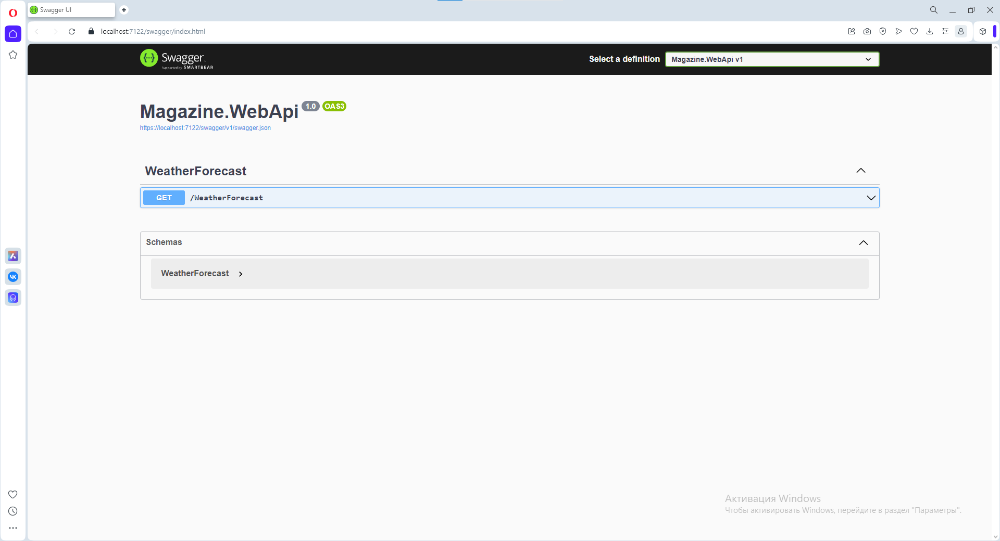 Swagger UI
localhost:7122/swagger/index.html
Swagger
Supported by SMARTBEAR
Select a definition
Magazine.WebApi v1
Magazine.WebApi 1.0 OAS3
https://localhost:7122/swagger/v1/swagger.json
WeatherForecast
GET /WeatherForecast
Schemas
WeatherForecast
Активация Windows
Чтобы активировать Windows, перейдите в раздел "Параметры".